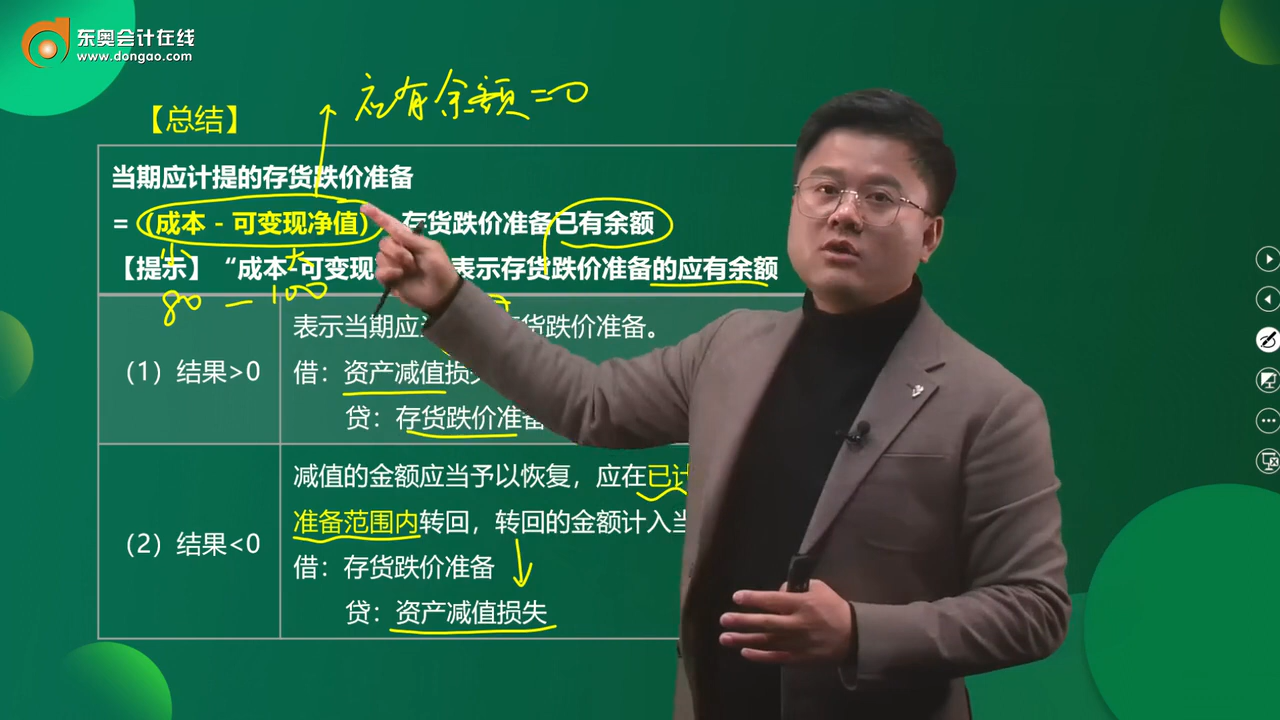 东奥会计在线
www.dongao.com
应有余额=0
【总结】
当期应计提的存货跌价准备
=（成本-可变现净值） 存货跌价准备已有余额
小 大
【提示】“成本-可变现 表示存货跌价准备的应有余额
80 - 100
表示当期应 存货跌价准备。
（1）结果>0
借：资产减值损失
贷：存货跌价准备
减值的金额应当予以恢复，应在已计
准备范围内转回，转回的金额计入当
（2）结果<0
借：存货跌价准备
贷：资产减值损失